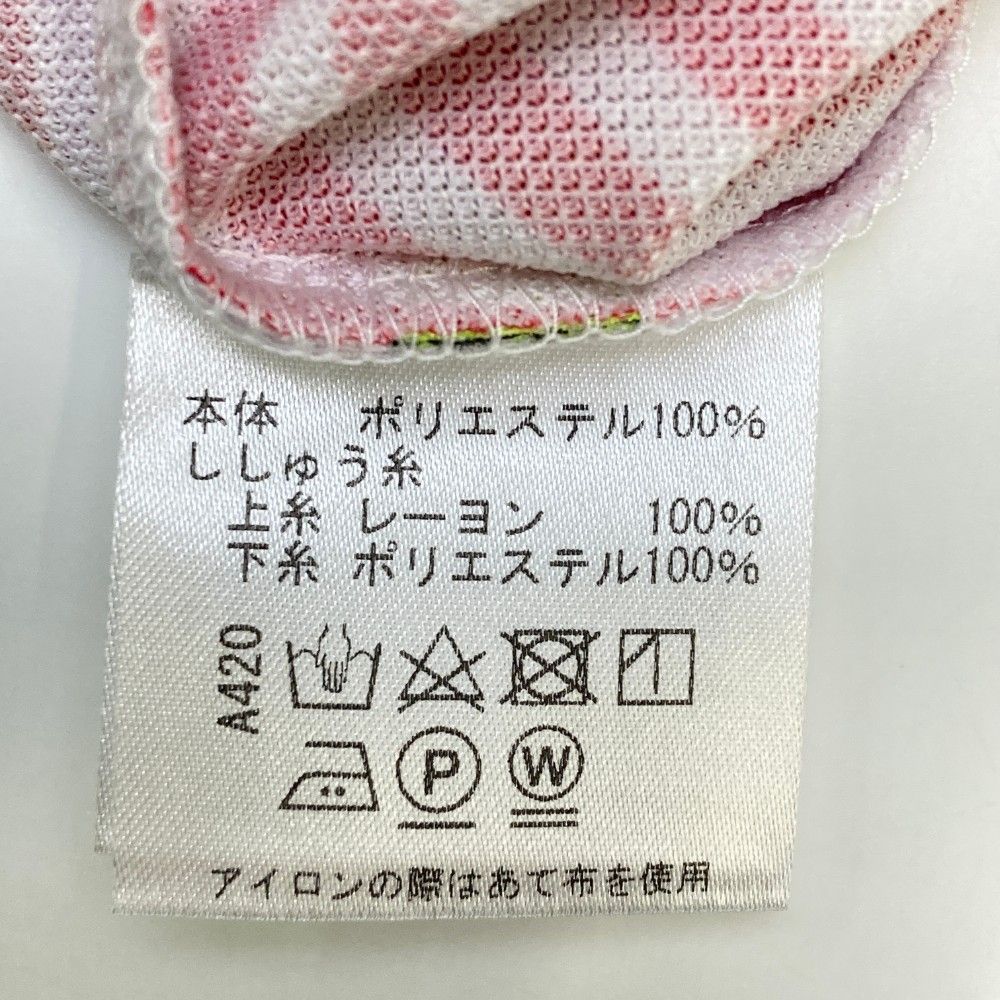 本体 ポリエステル100%
ししゅう糸
上糸 レーヨン 100%
下糸 ポリエステル100%
A420
P W
アイロンの際はあて布を使用